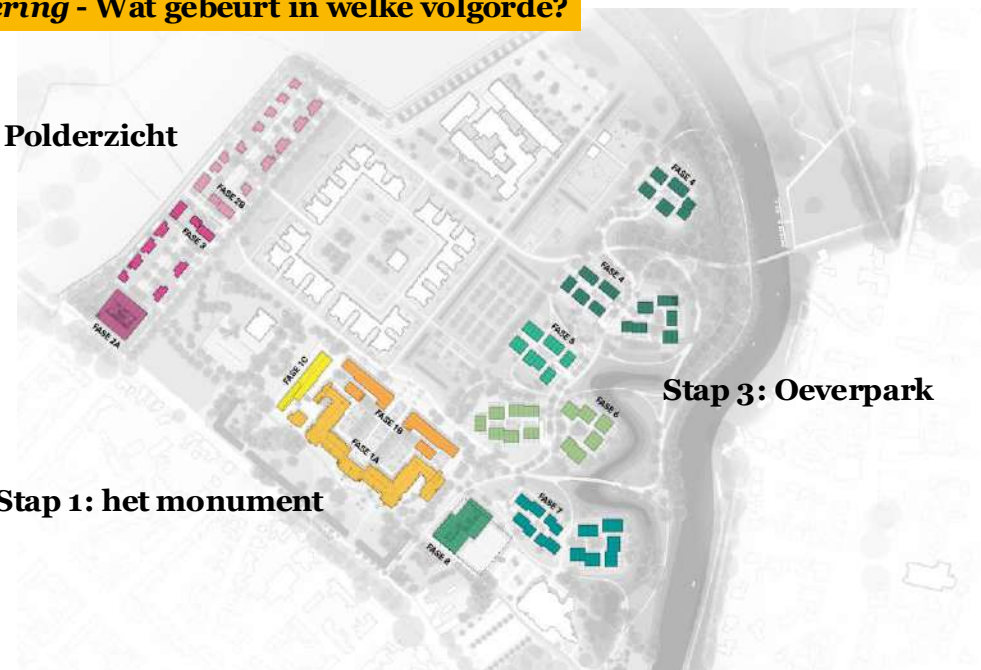 ering - Wat gebeurt in welke volgorde?
Polderzicht
FASE 4
FASE 2B
FASE 3
FASE 4
FASE 2A
FASE 5
FASE 1C
Stap 3: Oeverpark
FASE 6
FASE 1B
FASE 1A
Stap 1: het monument
FASE 7
FASE 8